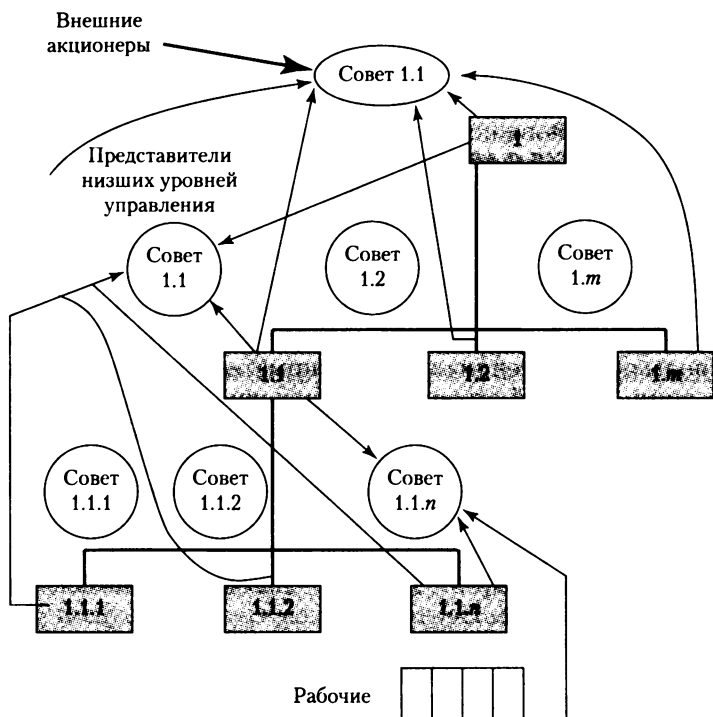 Внешние
акционеры
Совет 1.1
1
Представители
низших уровней
управления
Совет
1.1
Совет
1.2
Совет
1.m
1.1
1.2
1.m
Совет
1.1.1
Совет
1.1.2
Совет
1.1.n
1.1.1
1.1.2
1.1.n
Рабочие